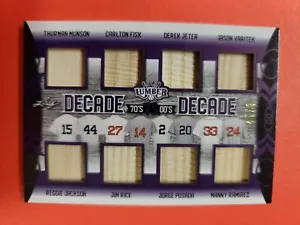 THURMAN MUNSON CARLTON FISK DEREK JETER JASON VARITEK
LUMBER
Leaf
DECADE 70'S 00'S DECADE
15 44 27 14 2 20 33 24
REGGIE JACKSON JIM RICE JORGE POSADA MANNY RAMIREZ